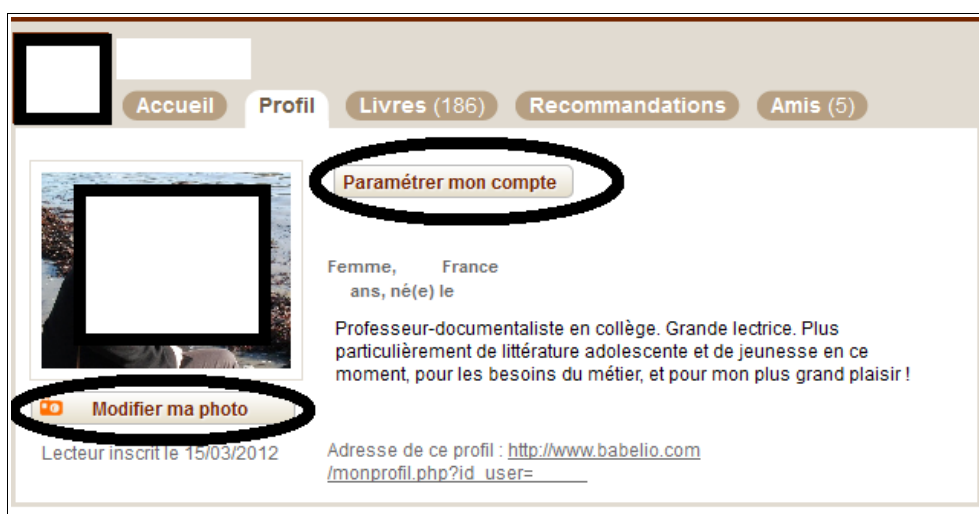 Accueil Profil Livres (186) Recommandations Amis (5)
Paramétrer mon compte
Femme, France
ans, né(e) le
Professeur-documentaliste en collège. Grande lectrice. Plus
particulièrement de littérature adolescente et de jeunesse en ce
moment, pour les besoins du métier, et pour mon plus grand plaisir !
Modifier ma photo
Lecteur inscrit le 15/03/2012
Adresse de ce profil : http://www.babelio.com
/monprofil.php?id_user=